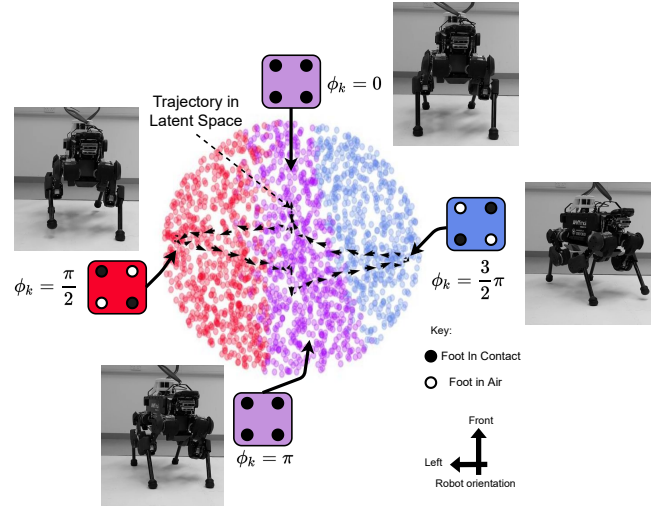 ϕₖ = 0
Trajectory in
Latent Space
ϕₖ = π/2
ϕₖ = 3/2 π
Key:
Foot In Contact
Foot in Air
ϕₖ = π
Front
Left
Robot orientation